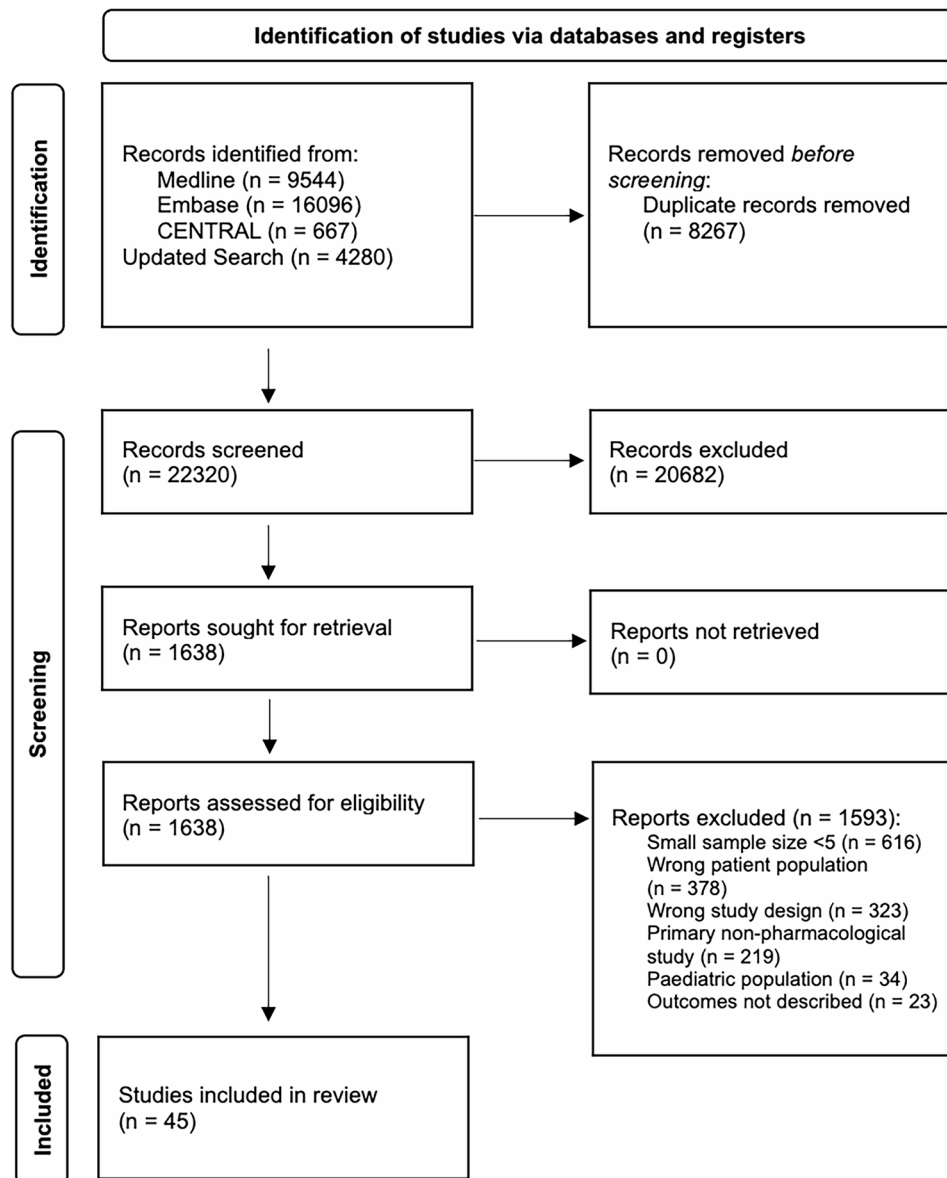 Identification of studies via databases and registers
Identification
Records identified from:
Medline (n = 9544)
Embase (n = 16096)
CENTRAL (n = 667)
Updated Search (n = 4280)
Records removed before
screening:
Duplicate records removed
(n = 8267)
Screening
Records screened
(n = 22320)
Records excluded
(n = 20682)
Reports sought for retrieval
(n = 1638)
Reports not retrieved
(n = 0)
Reports assessed for eligibility
(n = 1638)
Reports excluded (n = 1593):
Small sample size <5 (n = 616)
Wrong patient population
(n = 378)
Wrong study design (n = 323)
Primary non-pharmacological
study (n = 219)
Paediatric population (n = 34)
Outcomes not described (n = 23)
Included
Studies included in review
(n = 45)